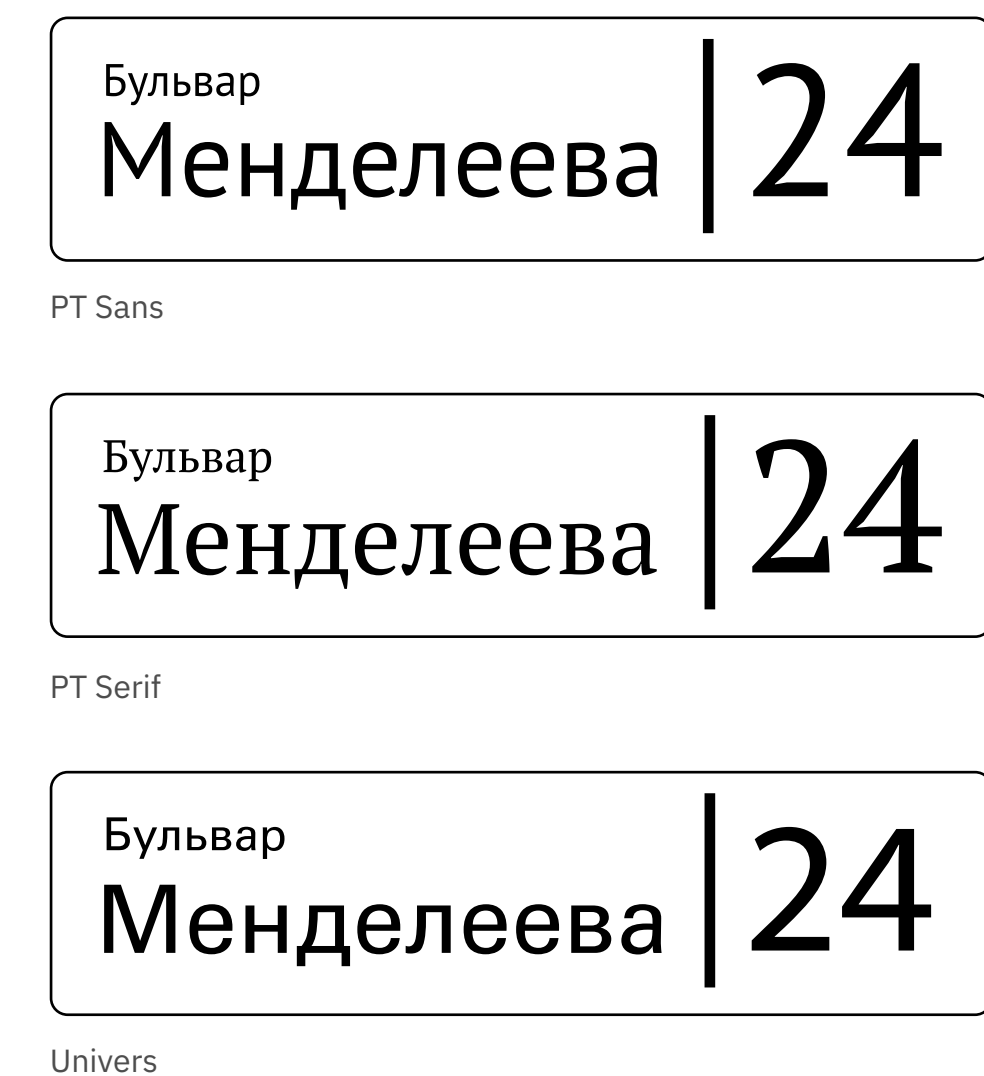 Бульвар
Менделеева
24
PT Sans
Бульвар
Менделеева
24
PT Serif
Бульвар
Менделеева
24
Univers